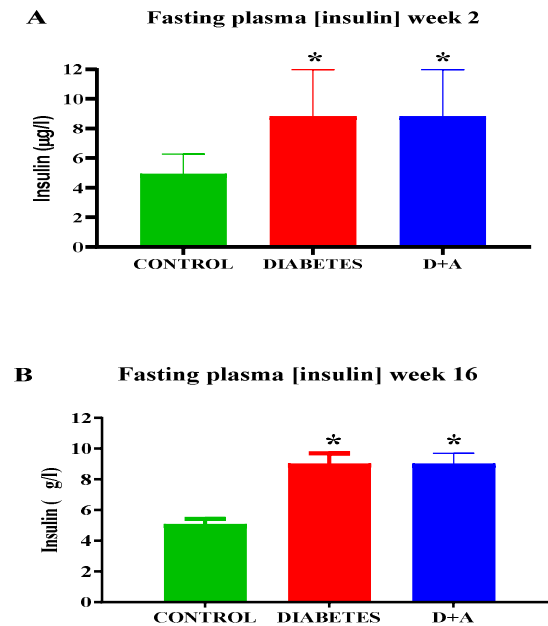 A Fasting plasma [insulin] week 2
* *
12
10
8
6
4
2
0
Insulin (µg/l)
CONTROL DIABETES D+A
B Fasting plasma [insulin] week 16
* *
12
10
8
6
4
2
0
Insulin ( g/l)
CONTROL DIABETES D+A